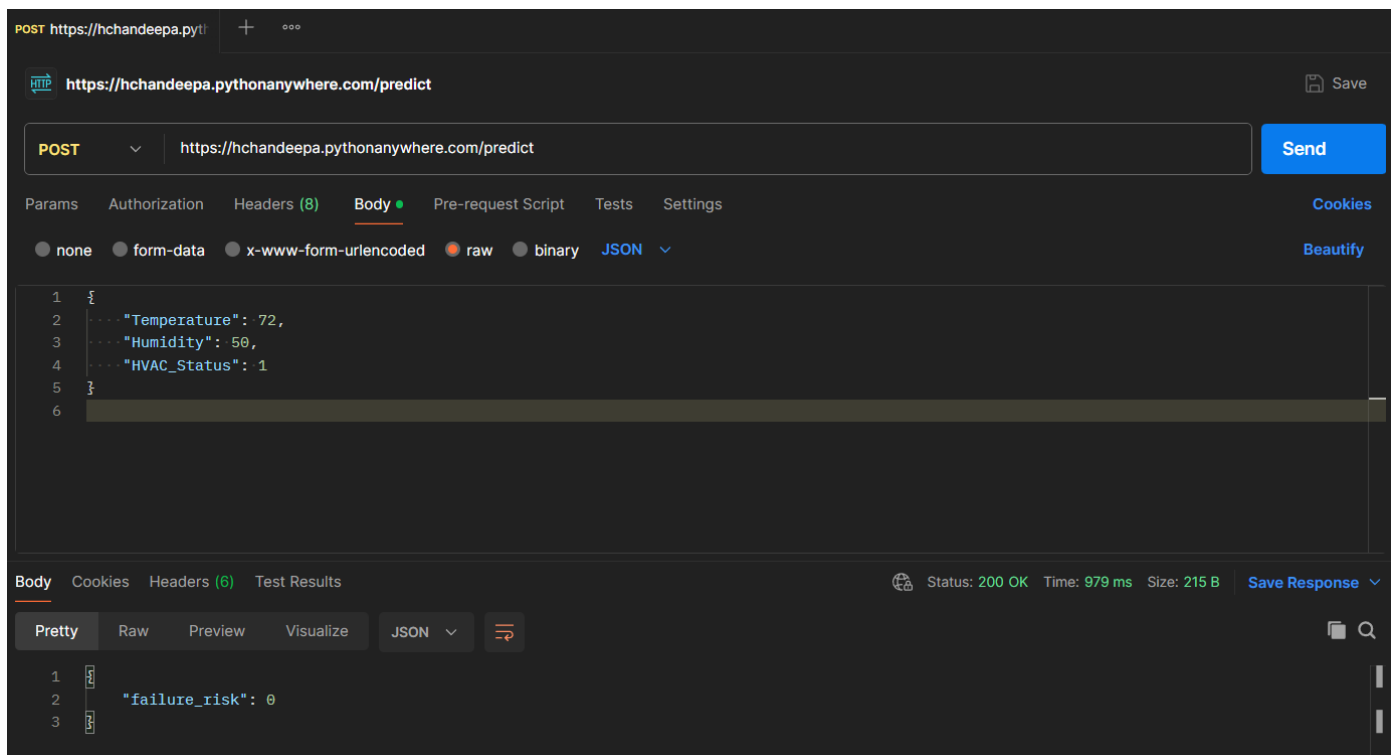 POST https://hchandeepa.pyth
HTTP https://hchandeepa.pythonanywhere.com/predict Save
POST https://hchandeepa.pythonanywhere.com/predict Send
Params Authorization Headers (8) Body Pre-request Script Tests Settings Cookies
none form-data x-www-form-urlencoded raw binary JSON Beautify
1 {
2 "Temperature": 72,
3 "Humidity": 50,
4 "HVAC_Status": 1
5 }
6
Body Cookies Headers (6) Test Results Status: 200 OK Time: 979 ms Size: 215 B Save Response
Pretty Raw Preview Visualize JSON
1 {
2 "failure_risk": 0
3 }